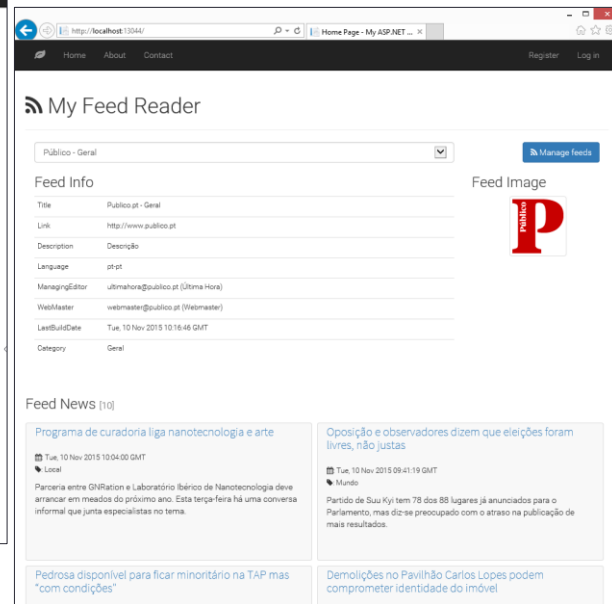 http://localhost:13044/
Home Page - My ASP.NET ...
Home About Contact
Register Log in
My Feed Reader
Público - Geral
Manage feeds
Feed Info
Feed Image
Title Publico.pt - Geral
Público
P
Link http://www.publico.pt
Description Descrição
Language pt-pt
ManagingEditor ultimahora@publico.pt (Última Hora)
WebMaster webmaster@publico.pt (Webmaster)
LastBuildDate Tue, 10 Nov 2015 10:16:46 GMT
Category Geral
Feed News [10]
Programa de curadoria liga nanotecnologia e arte
Tue, 10 Nov 2015 10:04:00 GMT
Local
Parceria entre GNRation e Laboratório Ibérico de Nanotecnologia deve
arrancar em meados do próximo ano. Esta terça-feira há uma conversa
informal que junta especialistas no tema.
Oposição e observadores dizem que eleições foram
livres, não justas
Tue, 10 Nov 2015 09:41:19 GMT
Mundo
Partido de Suu Kyi tem 78 dos 88 lugares já anunciados para o
Parlamento, mas diz-se preocupado com o atraso na publicação de
mais resultados.
Pedrosa disponível para ficar minoritário na TAP mas
"com condições"
Demolições no Pavilhão Carlos Lopes podem
comprometer identidade do imóvel